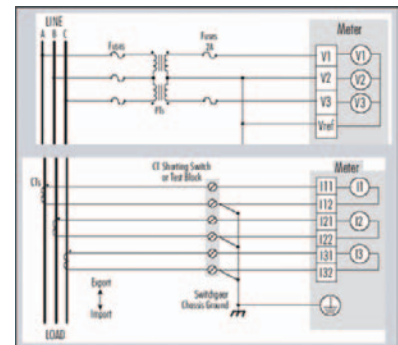 LINE
A B C
Fuses
Fuses
2A
PTs
Meter
V1
V1
V2
V2
V3
V3
Vref
CT Shorting Switch
or Test Block
Meter
CTs
I11
I1
I12
I21
I2
I22
I31
I3
I32
Export
Import
Switchgear
Chassis Ground
LOAD